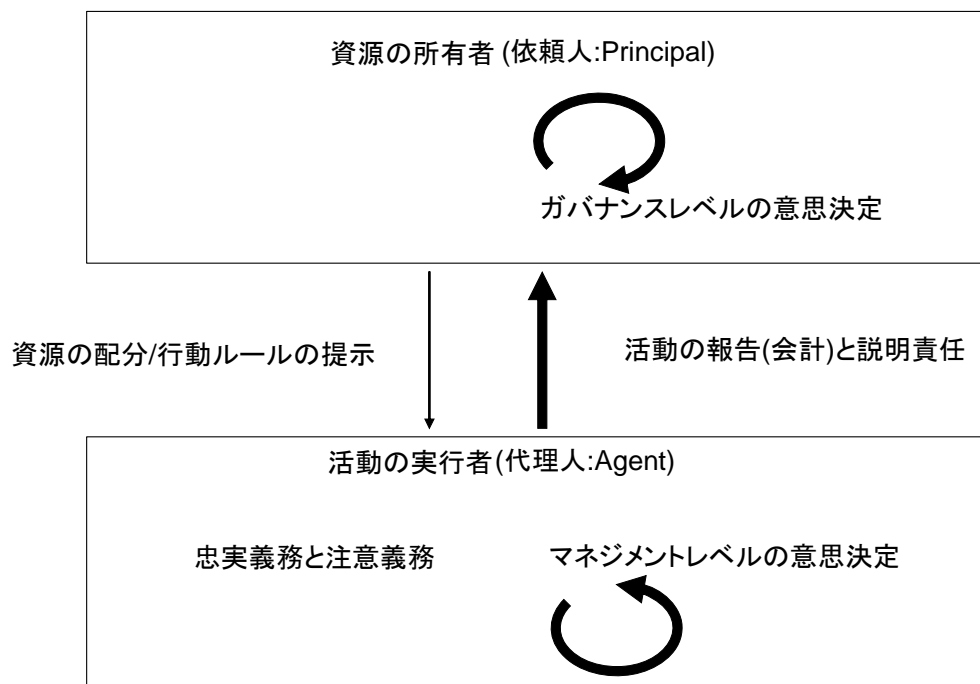 資源の所有者 (依頼人:Principal)
ガバナンスレベルの意思決定
資源の配分/行動ルールの提示
活動の報告(会計)と説明責任
活動の実行者(代理人:Agent)
忠実義務と注意義務
マネジメントレベルの意思決定